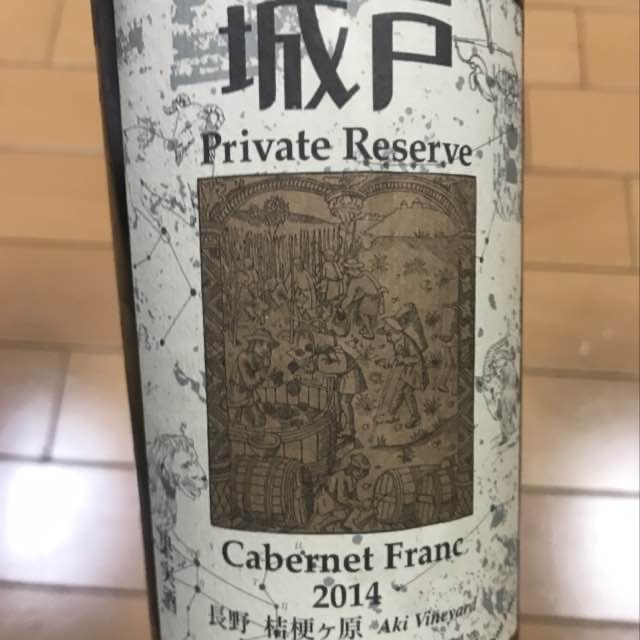 城戸
Private Reserve
Cabernet Franc
2014
長野 桔梗ヶ原 Aki Vineyard